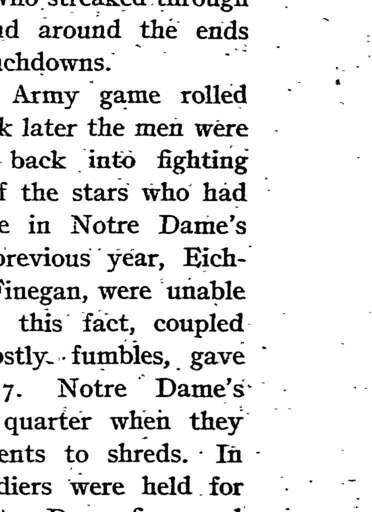 who streaked through
nd around the ends
uchdowns.
Army game rolled
k later the men were
back into fighting
f the stars who had
e in Notre Dame's
previous year, Eich-
Finegan, were unable
this fact, coupled
ostly fumbles, gave
7. Notre Dame's
quarter when they
ents to shreds. In
diers were held for